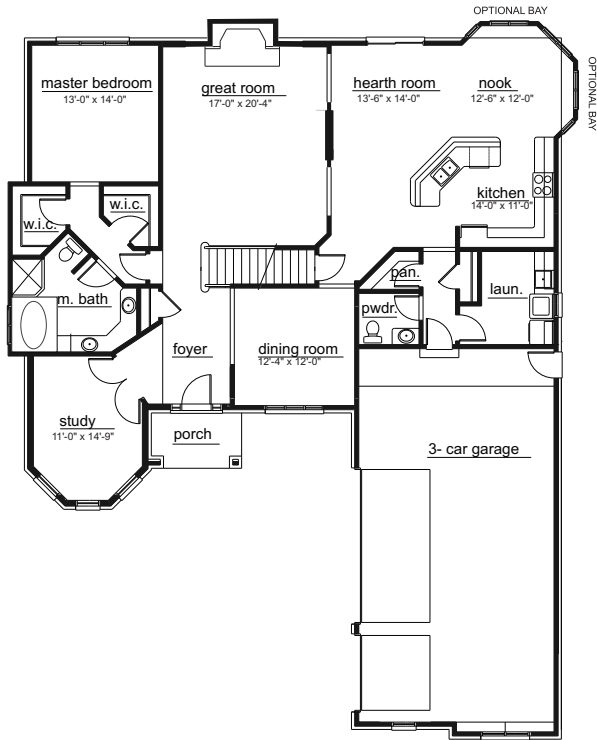 OPTIONAL BAY
OPTIONAL BAY
master bedroom
13'-0" x 14'-0"
great room
17'-0" x 20'-4"
hearth room
13'-6" x 14'-0"
nook
12'-6" x 12'-0"
kitchen
14'-0" x 11'-0"
w.i.c.
w.i.c.
pan.
laun.
m. bath
pwdr.
foyer
dining room
12'-4" x 12'-0"
study
11'-0" x 14'-9"
porch
3- car garage